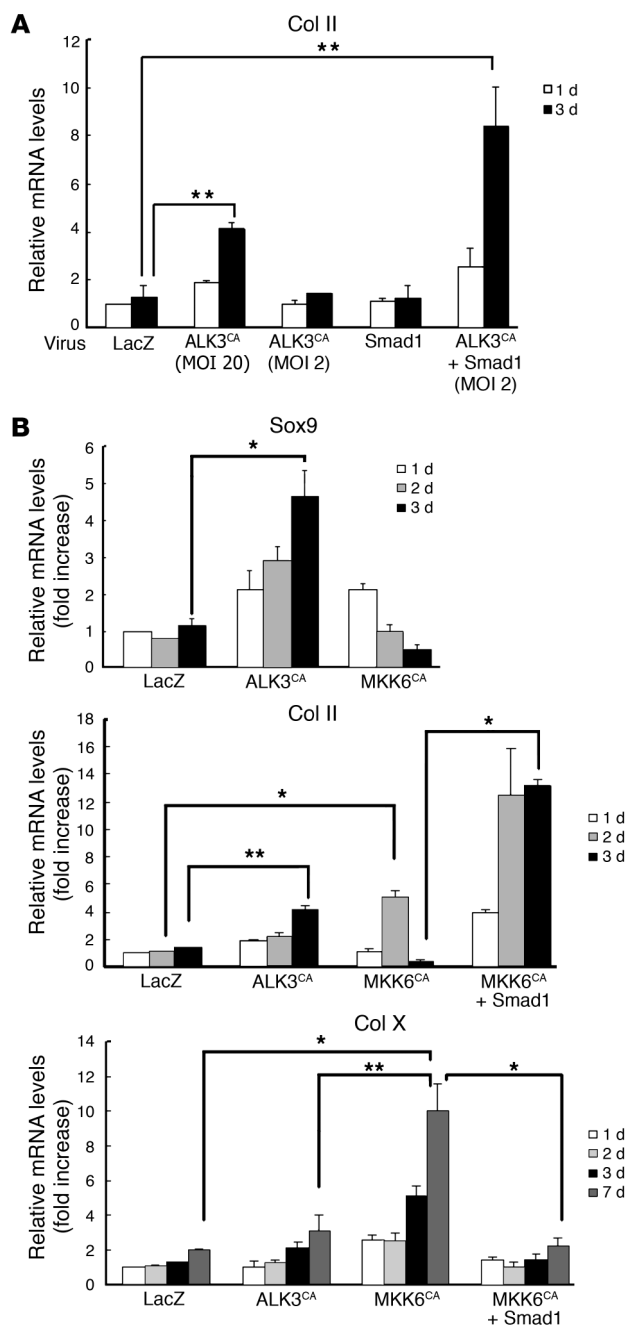 A
Col II
12
10
8
6
4
2
0
Relative mRNA levels
**
**
1 d
3 d
Virus LacZ ALK3CA (MOI 20) ALK3CA (MOI 2) Smad1 ALK3CA + Smad1 (MOI 2)
B
Sox9
6
5
4
3
2
1
0
Relative mRNA levels
(fold increase)
*
1 d
2 d
3 d
LacZ ALK3CA MKK6CA
Col II
18
16
14
12
10
8
6
4
2
0
Relative mRNA levels
(fold increase)
*
*
**
1 d
2 d
3 d
LacZ ALK3CA MKK6CA MKK6CA
+ Smad1
Col X
14
12
10
8
6
4
2
0
Relative mRNA levels
(fold increase)
*
**
*
1 d
2 d
3 d
7 d
LacZ ALK3CA MKK6CA MKK6CA
+ Smad1